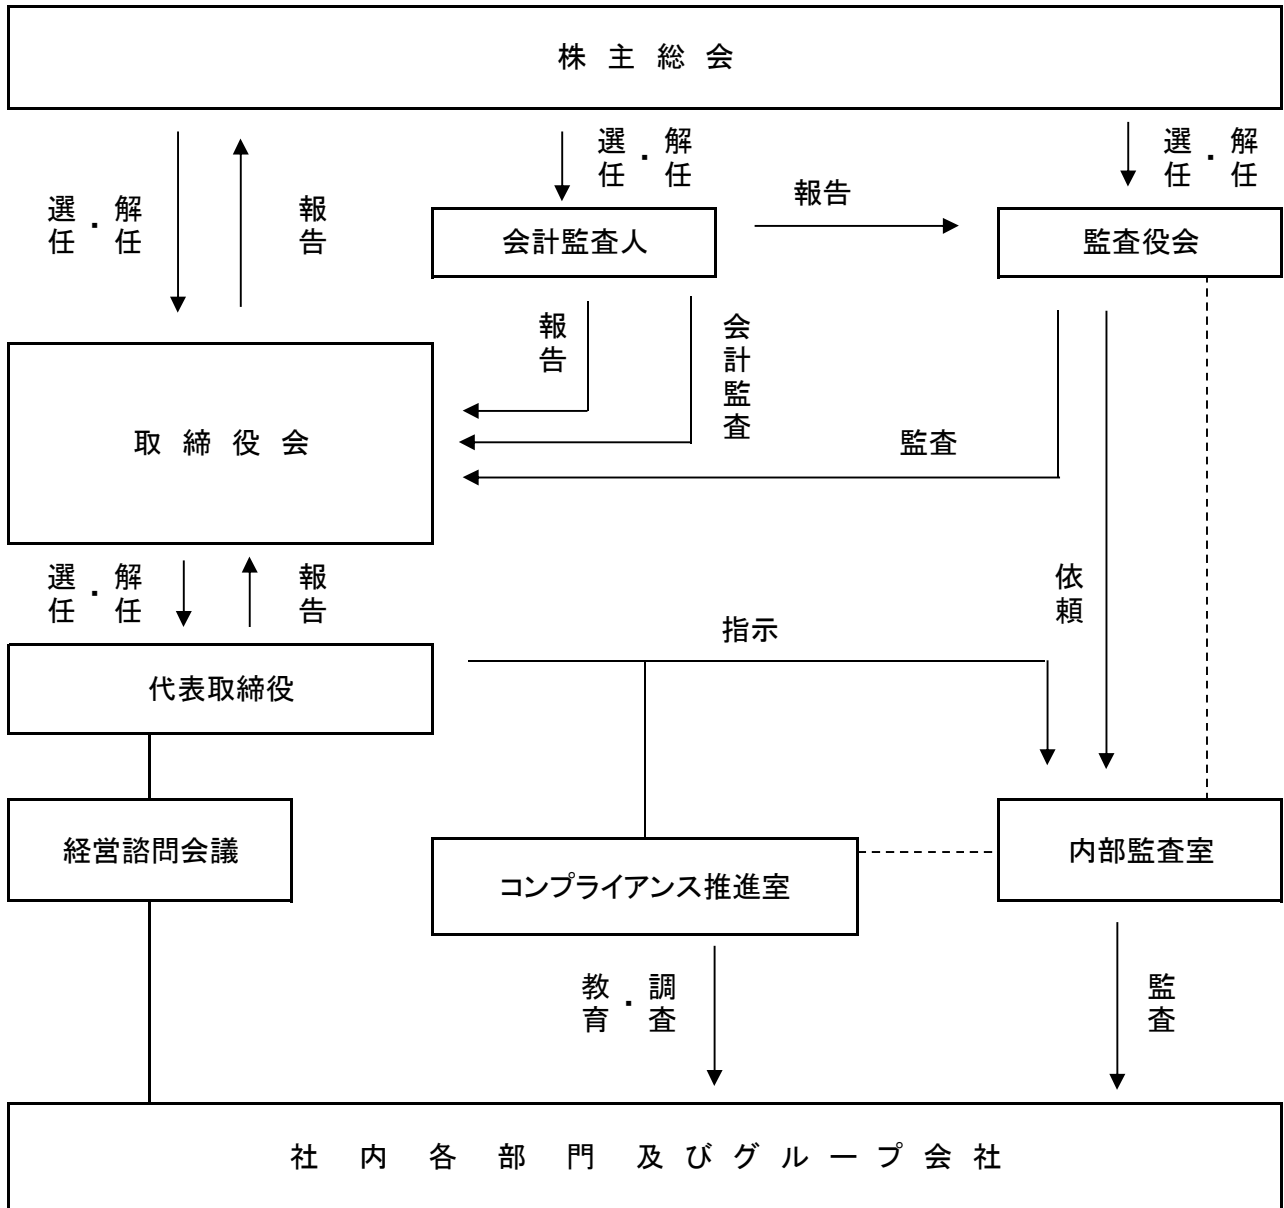 株主総会
選任・解任
報告
選任・解任
報告
選任・解任
会計監査人
監査役会
報告
会計監査
取締役会
監査
選任・解任
報告
依頼
指示
代表取締役
経営諮問会議
コンプライアンス推進室
内部監査室
教育・調査
監査
社内各部門及びグループ会社